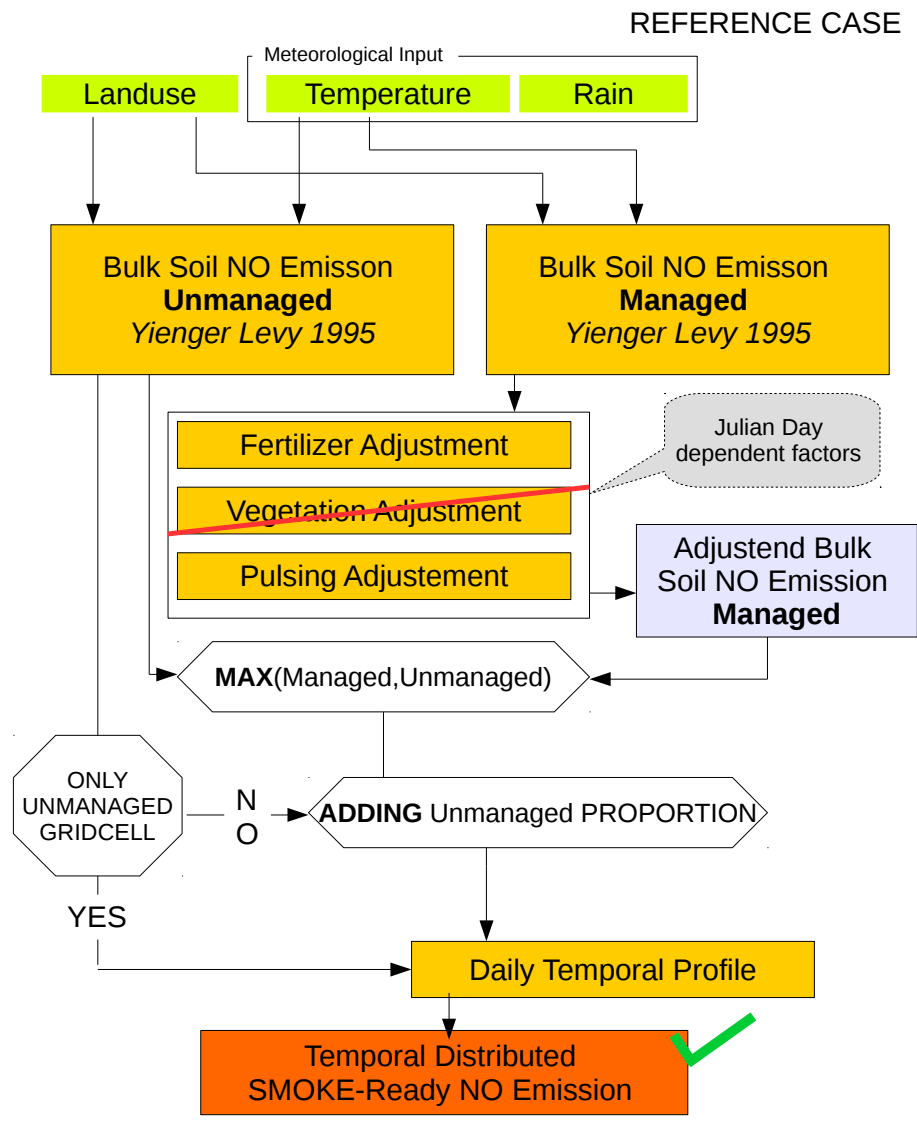 REFERENCE CASE
Meteorological Input
Landuse
Temperature
Rain
Bulk Soil NO Emisson
Unmanaged
Yienger Levy 1995
Bulk Soil NO Emisson
Managed
Yienger Levy 1995
Julian Day
dependent factors
Fertilizer Adjustment
Vegetation Adjustment
Pulsing Adjustement
Adjustend Bulk
Soil NO Emission
Managed
MAX(Managed,Unmanaged)
ONLY
UNMANAGED
GRIDCELL
N
O
ADDING Unmanaged PROPORTION
YES
Daily Temporal Profile
Temporal Distributed
SMOKE-Ready NO Emission